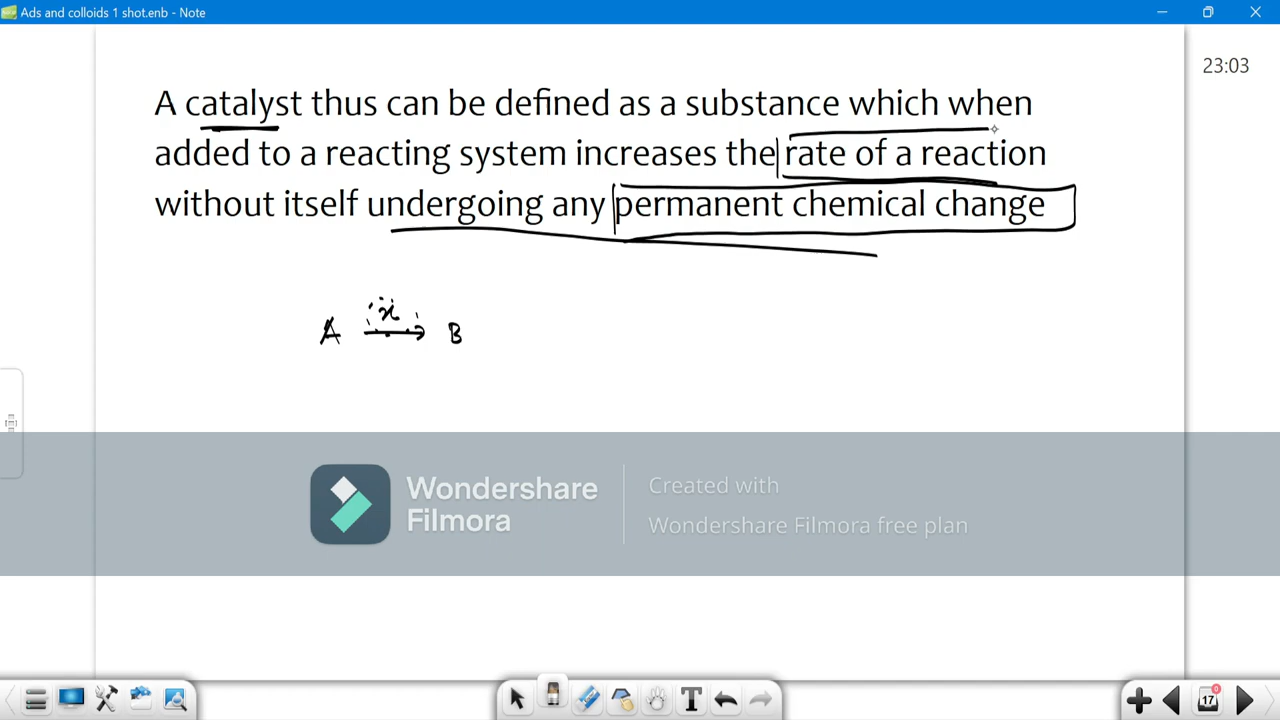 Ads and colloids 1 shot.enb - Note
23:03
A catalyst thus can be defined as a substance which when
added to a reacting system increases the rate of a reaction
without itself undergoing any permanent chemical change
A x → B
Wondershare
Filmora
Created with
Wondershare Filmora free plan
T
17
0